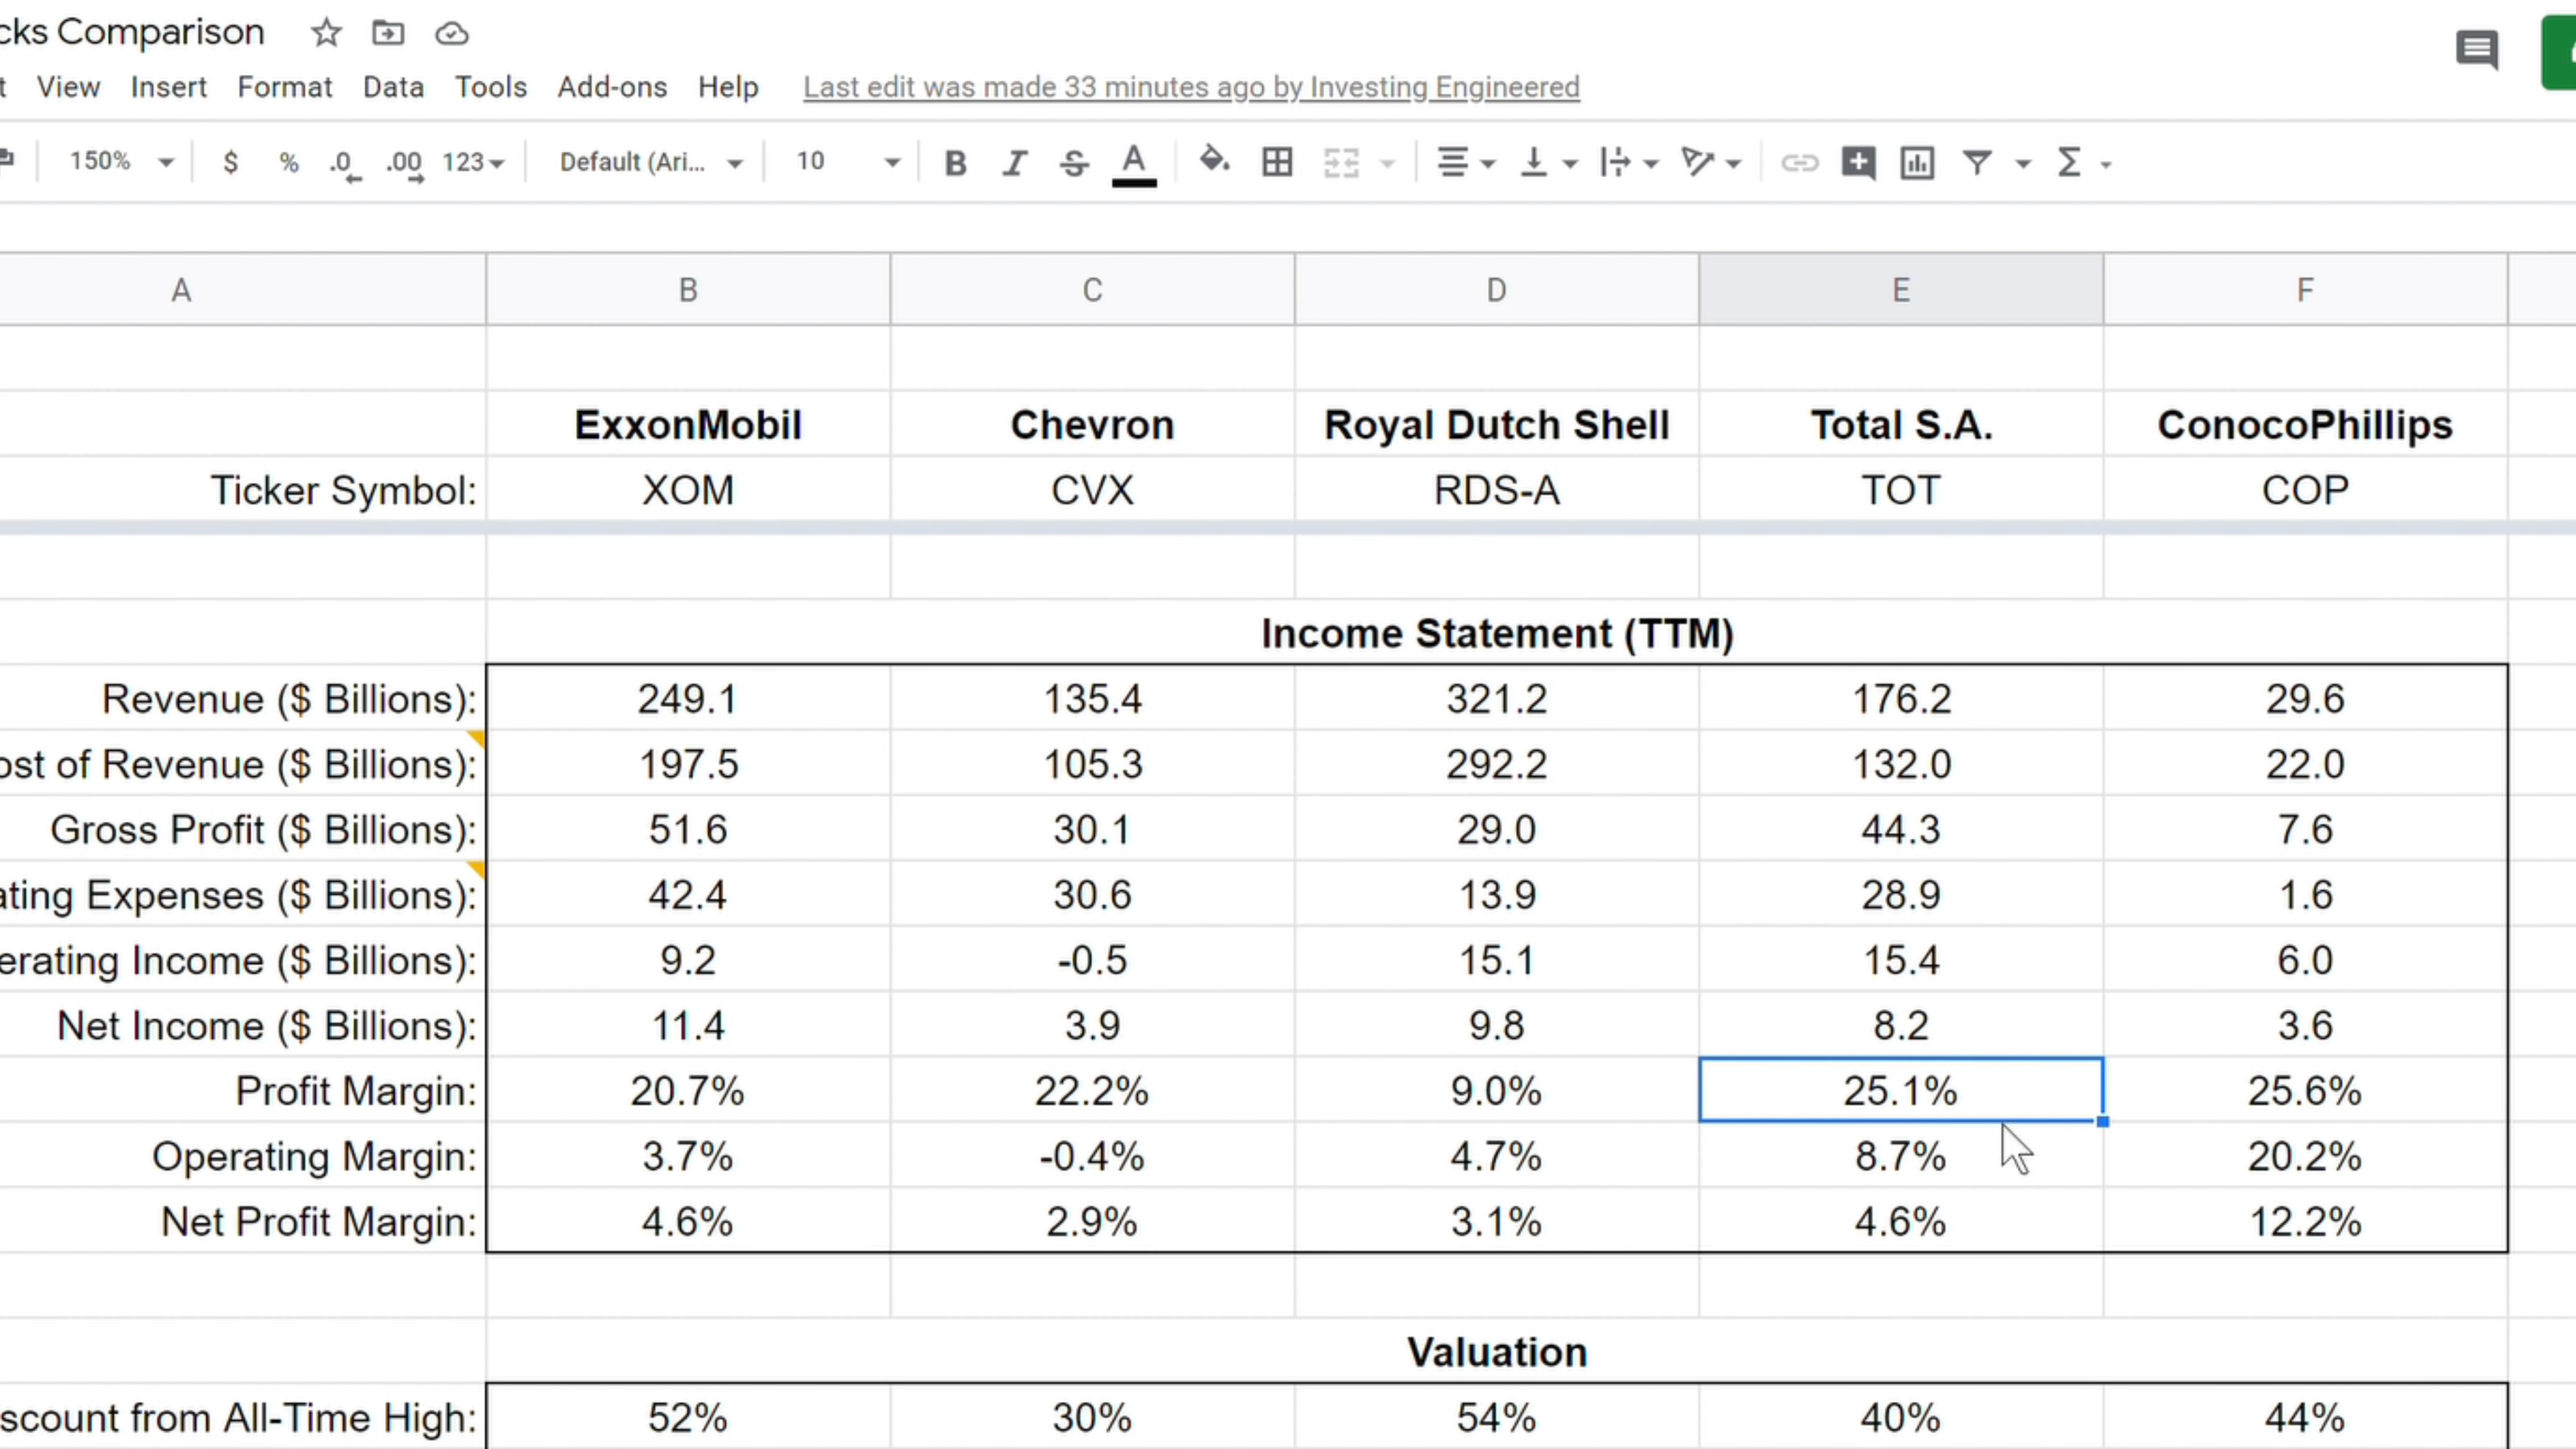 cks Comparison
t View Insert Format Data Tools Add-ons Help Last edit was made 33 minutes ago by Investing Engineered
150% $ % .0 .00 123 Default (Ari... 10 B I S A Σ
A B C D E F
ExxonMobil Chevron Royal Dutch Shell Total S.A. ConocoPhillips
Ticker Symbol: XOM CVX RDS-A TOT COP
Income Statement (TTM)
Revenue ($ Billions): 249.1 135.4 321.2 176.2 29.6
ost of Revenue ($ Billions): 197.5 105.3 292.2 132.0 22.0
Gross Profit ($ Billions): 51.6 30.1 29.0 44.3 7.6
ating Expenses ($ Billions): 42.4 30.6 13.9 28.9 1.6
erating Income ($ Billions): 9.2 -0.5 15.1 15.4 6.0
Net Income ($ Billions): 11.4 3.9 9.8 8.2 3.6
Profit Margin: 20.7% 22.2% 9.0% 25.1% 25.6%
Operating Margin: 3.7% -0.4% 4.7% 8.7% 20.2%
Net Profit Margin: 4.6% 2.9% 3.1% 4.6% 12.2%
Valuation
scount from All-Time High: 52% 30% 54% 40% 44%